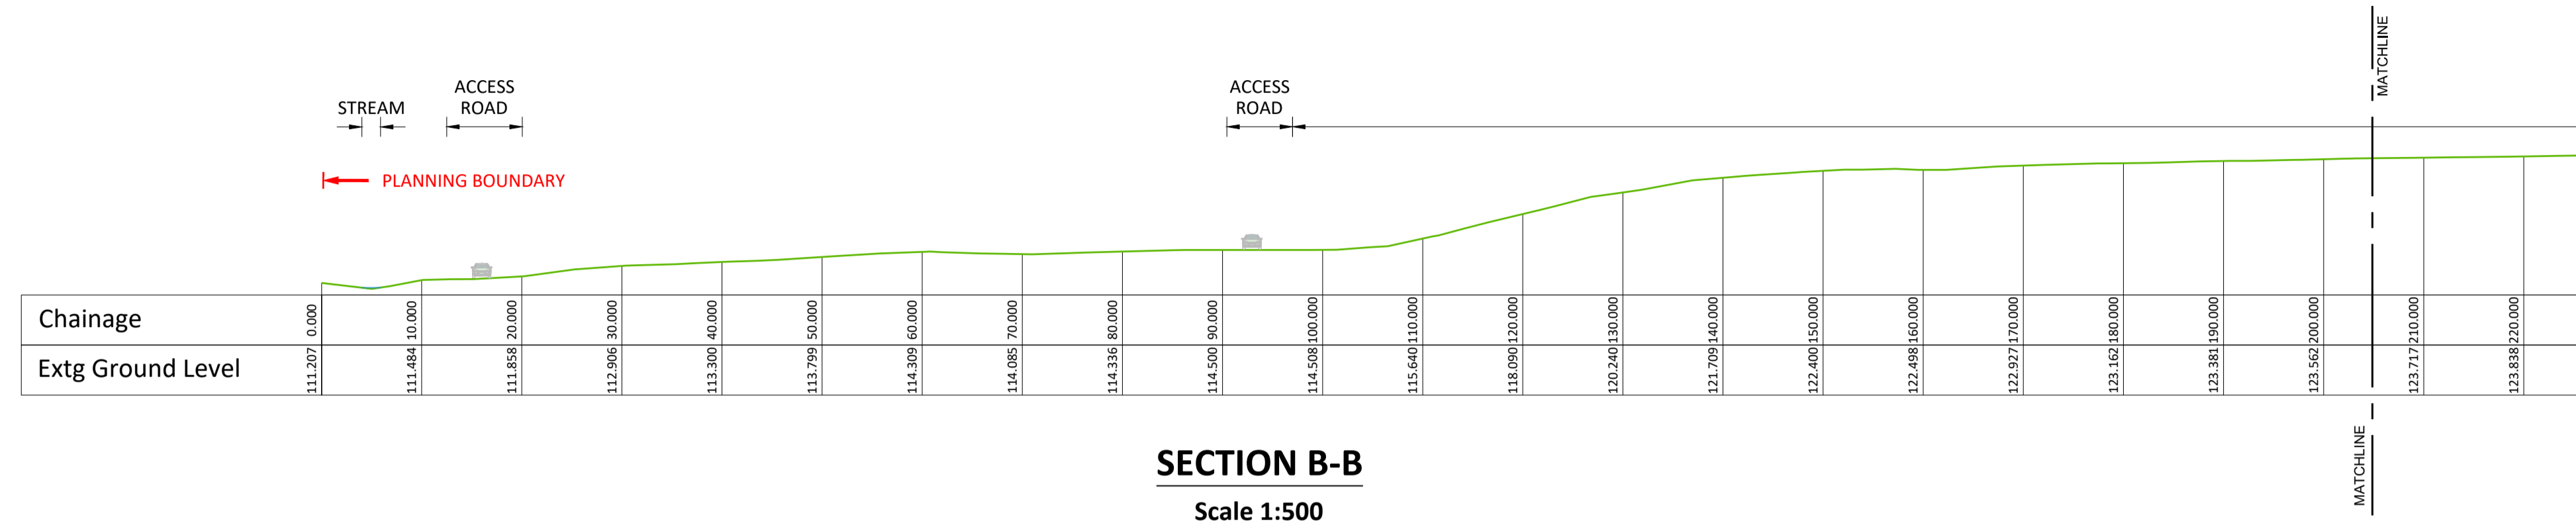 MATCHLINE
ACCESS
ROAD
STREAM
ACCESS
ROAD
PLANNING BOUNDARY
Chainage 0.000 10.000 20.000 30.000 40.000 50.000 60.000 70.000 80.000 90.000 100.000 110.000 120.000 130.000 140.000 150.000 160.000 170.000 180.000 190.000 200.000 210.000 220.000
Extg Ground Level 111.207 111.484 111.858 112.906 113.300 113.799 114.309 114.085 114.336 114.500 114.508 115.640 118.090 120.240 121.709 122.400 122.498 122.927 123.162 123.381 123.562 123.717 123.838
MATCHLINE
SECTION B-B
Scale 1:500